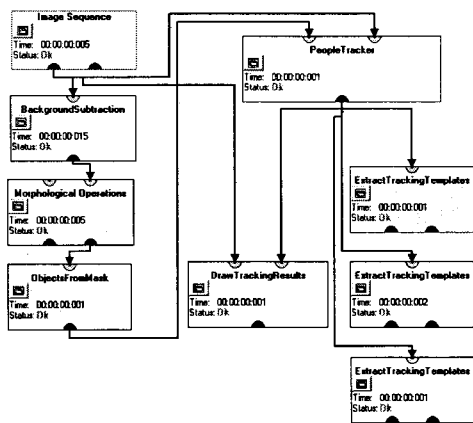 Image Sequence
Time: 00:00:00:005
Status: Ok
PeopleTracker
Time: 00:00:00:001
Status: Ok
BackgroundSubtraction
Time: 00:00:00:015
Status: Ok
Morphological Operations
Time: 00:00:00:005
Status: Ok
ObjectsFromMask
Time: 00:00:00:001
Status: Ok
DrawTrackingResults
Time: 00:00:00:001
Status: Ok
ExtractTrackingTemplates
Time: 00:00:00:001
Status: Ok
ExtractTrackingTemplates
Time: 00:00:00:002
Status: Ok
ExtractTrackingTemplates
Time: 00:00:00:001
Status: Ok